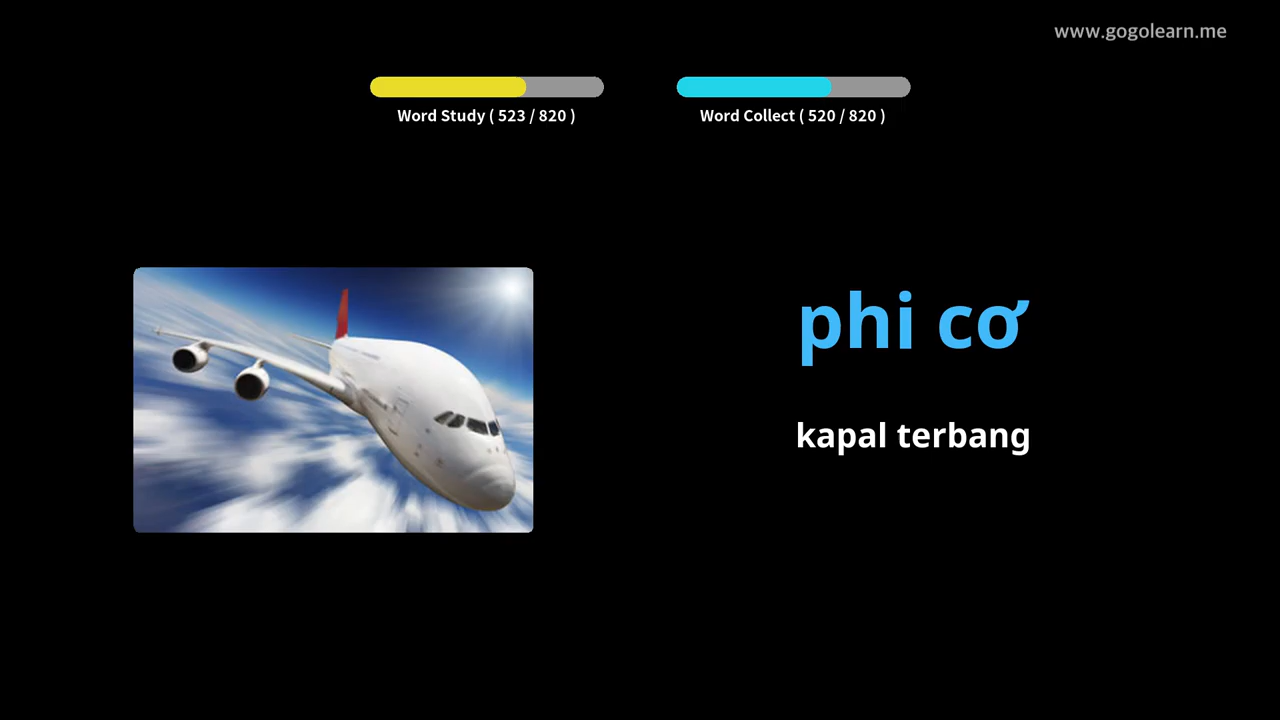 www.gogolearn.me
Word Study ( 523 / 820 )
Word Collect ( 520 / 820 )
phi cơ
kapal terbang